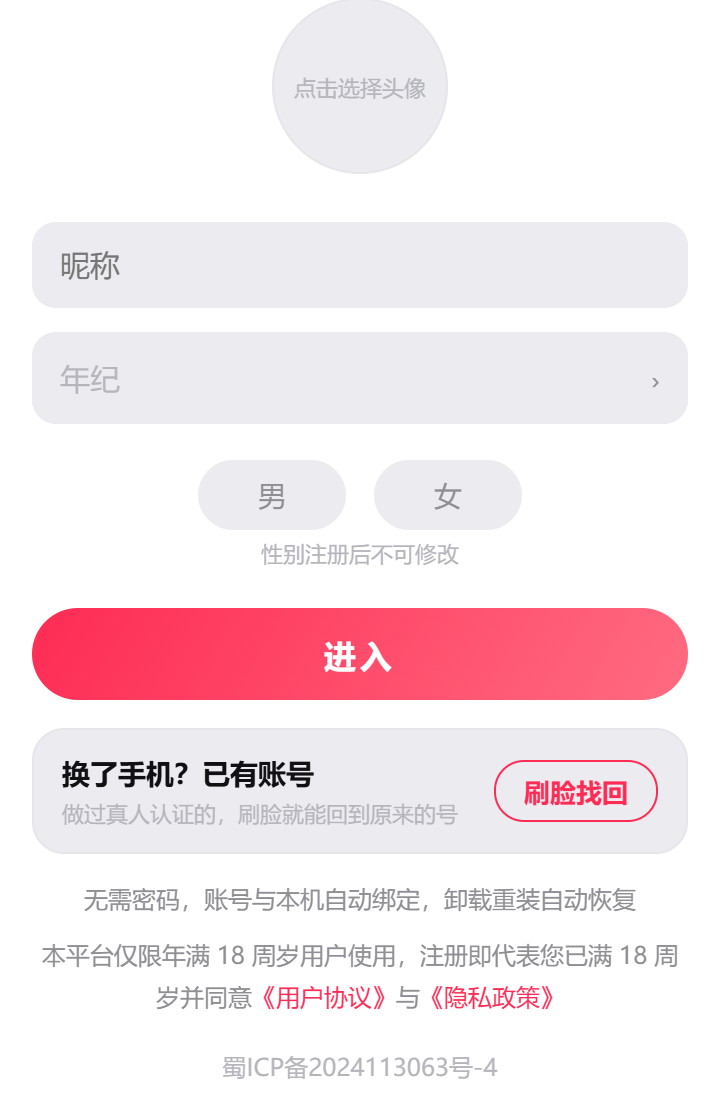 点击选择头像
昵称
年纪
›
男
女
性别注册后不可修改
进入
换了手机？已有账号
做过真人认证的，刷脸就能回到原来的号
刷脸找回
无需密码，账号与本机自动绑定，卸载重装自动恢复
本平台仅限年满 18 周岁用户使用，注册即代表您已满 18 周
岁并同意《用户协议》与《隐私政策》
蜀ICP备2024113063号-4